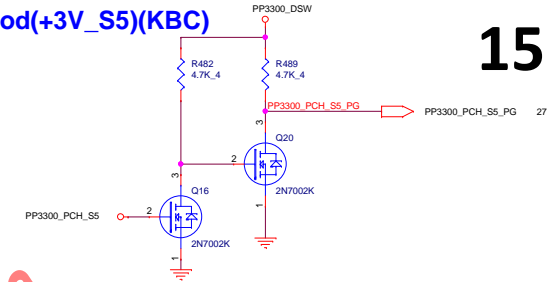 od(+3V_S5)(KBC)
PP3300_DSW
15
R482
4.7K_4
R489
4.7K_4
PP3300_PCH_S5_PG
PP3300_PCH_S5_PG 27
3
Q20
2
2N7002K
1
3
Q16
PP3300_PCH_S5
2
2N7002K
1